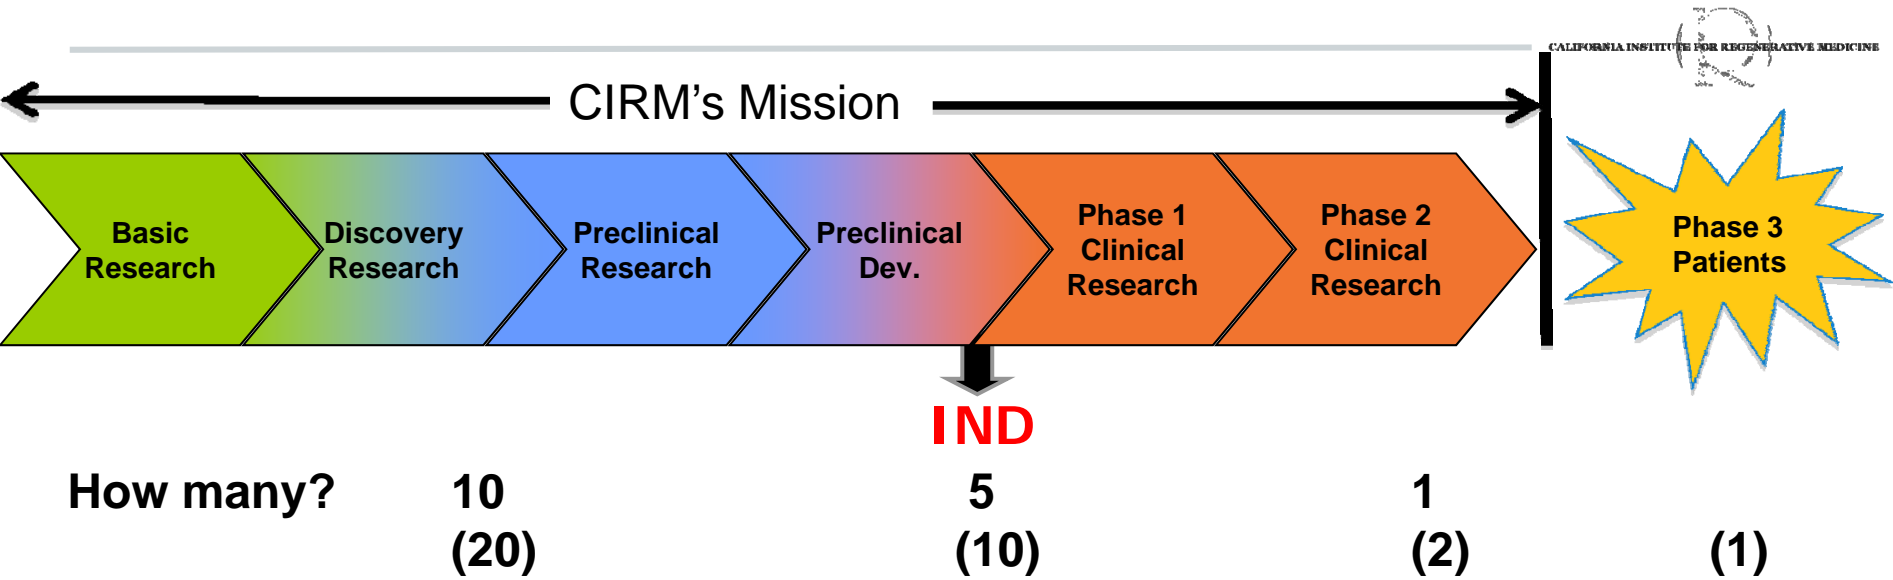 CALIFORNIA INSTITUTE FOR REGENERATIVE MEDICINE
CIRM’s Mission
Basic
Research
Discovery
Research
Preclinical
Research
Preclinical
Dev.
Phase 1
Clinical
Research
Phase 2
Clinical
Research
Phase 3
Patients
IND
How many? 10 5 1
(20) (10) (2) (1)